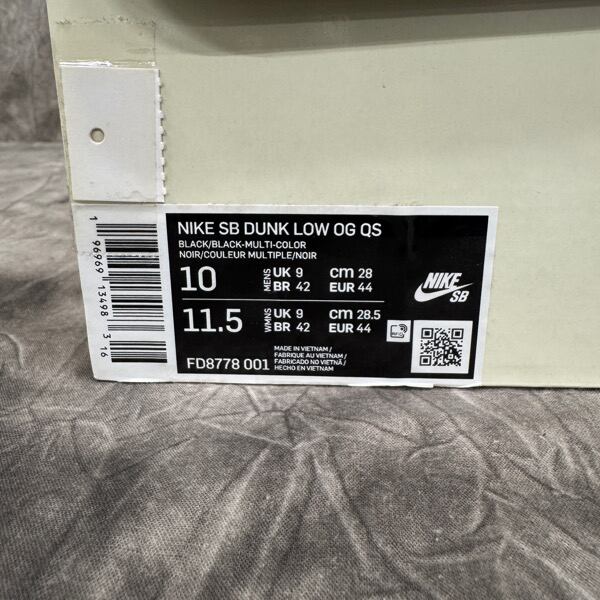 NIKE SB DUNK LOW OG QS
BLACK/BLACK-MULTI-COLOR
NOIR/COULEUR MULTIPLE/NOIR
10 MENS UK 9 cm 28
BR 42 EUR 44
11.5 WMNS UK 9 cm 28.5
BR 42 EUR 44
FD8778 001
MADE IN VIETNAM /
FABRIQUE AU VIETNAM /
FABRICADO NO VIETNÃ /
HECHO EN VIETNAM
NIKE
SB
RFID
1 96969 13498 3 16